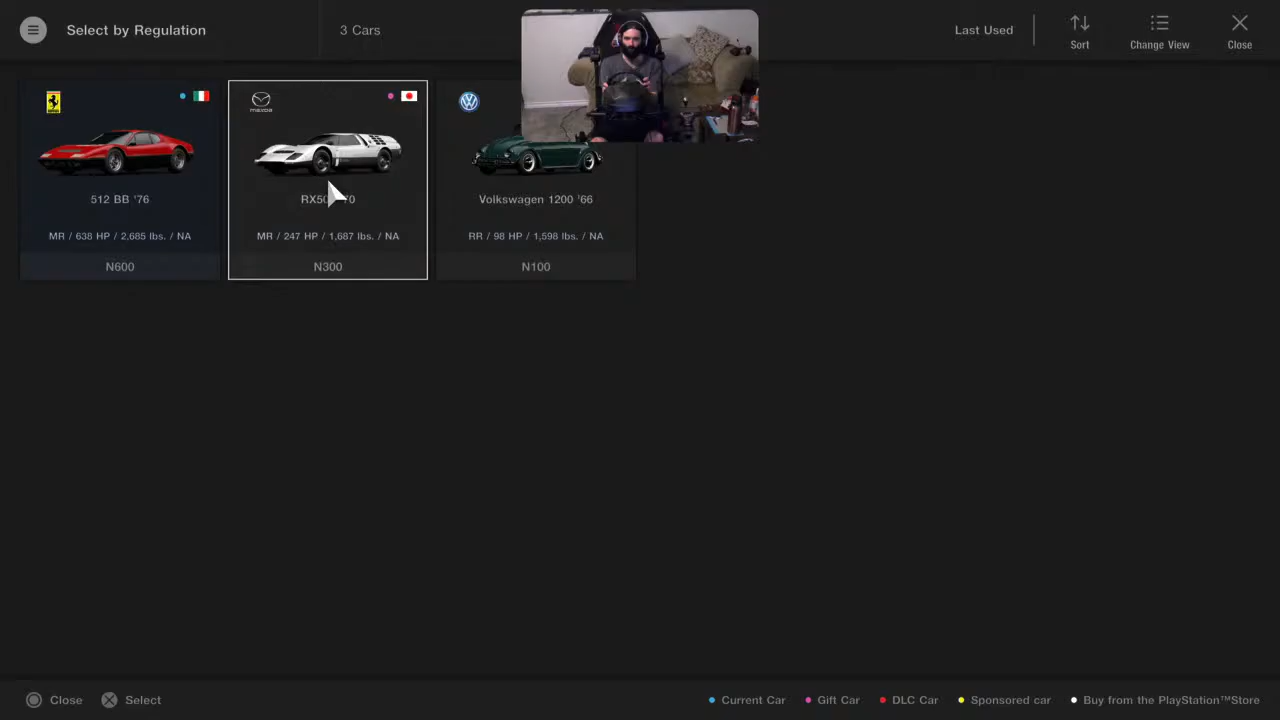 Select by Regulation
3 Cars
Last Used
Sort
Change View
Close
mazda
512 BB '76
Volkswagen 1200 '66
MR / 638 HP / 2,685 lbs. / NA
MR / 247 HP / 1,687 lbs. / NA
RR / 98 HP / 1,598 lbs. / NA
N600
N300
N100
Close
Select
Current Car
Gift Car
DLC Car
Sponsored car
Buy from the PlayStation™Store